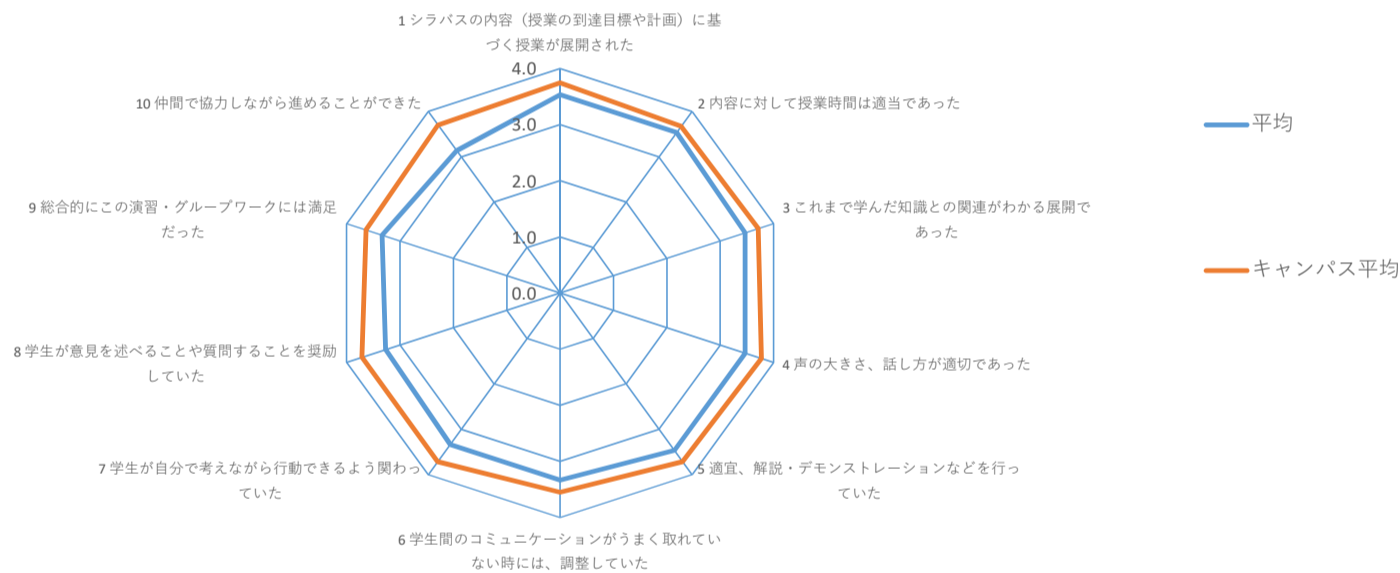 1 シラバスの内容（授業の到達目標や計画）に基
づく授業が展開された
4.0
3.0
2.0
1.0
0.0
2 内容に対して授業時間は適当であった
3 これまで学んだ知識との関連がわかる展開で
あった
4 声の大きさ、話し方が適切であった
5 適宜、解説・デモンストレーションなどを行っ
ていた
6 学生間のコミュニケーションがうまく取れてい
ない時には、調整していた
7 学生が自分で考えながら行動できるよう関わっ
ていた
8 学生が意見を述べることや質問することを奨励
していた
9 総合的にこの演習・グループワークには満足
だった
10 仲間で協力しながら進めることができた
平均
キャンパス平均